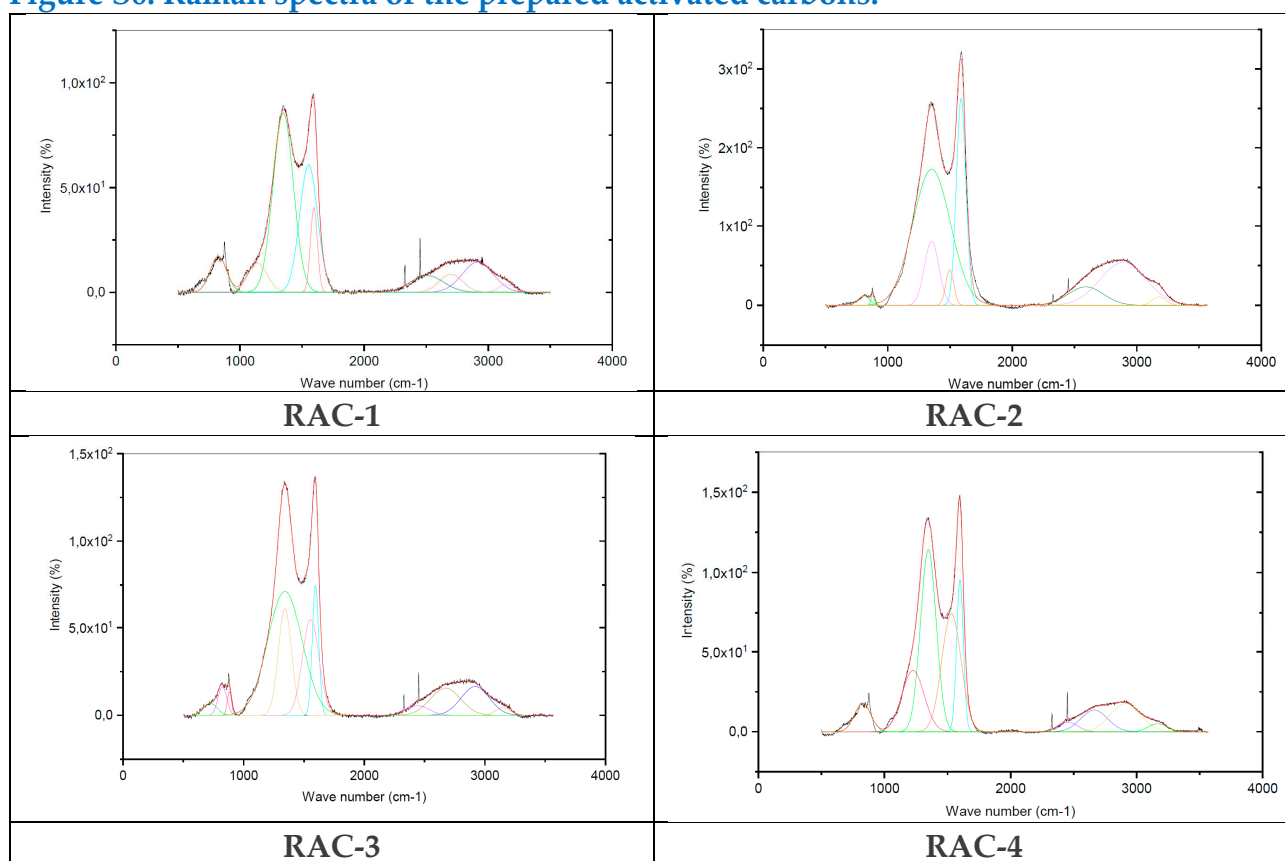 Figure Raman spectra of the prepared activated carbons.
1,0x10²
5,0x10¹
0,0
Intensity (%)
0 1000 2000 3000 4000
Wave number (cm-1)
RAC-1
3x10²
2x10²
1x10²
0
Intensity (%)
0 1000 2000 3000 4000
Wave number (cm-1)
RAC-2
1,5x10²
1,0x10²
5,0x10¹
0,0
Intensity (%)
0 1000 2000 3000 4000
Wave number (cm-1)
RAC-3
1,5x10²
1,0x10²
5,0x10¹
0,0
Intensity (%)
0 1000 2000 3000 4000
Wave number (cm-1)
RAC-4